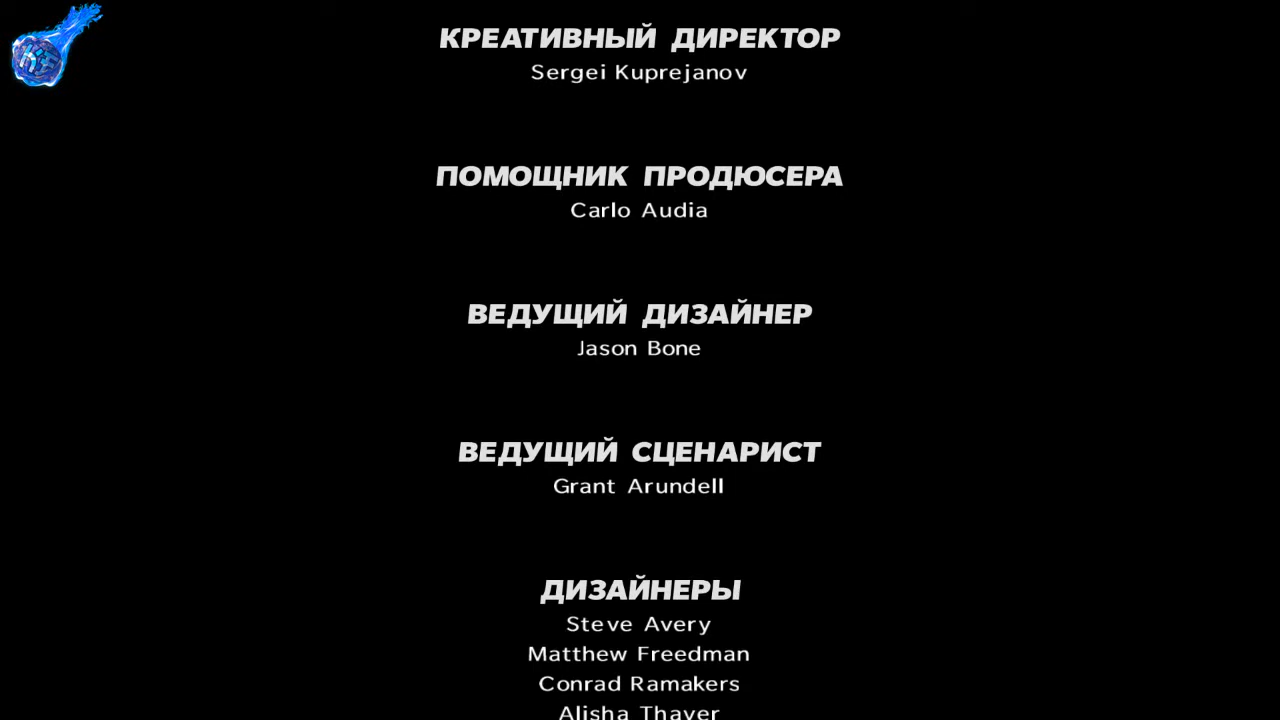 КРЕАТИВНЫЙ ДИРЕКТОР
Sergei Kuprejanov
ПОМОЩНИК ПРОДЮСЕРА
Carlo Audia
ВЕДУЩИЙ ДИЗАЙНЕР
Jason Bone
ВЕДУЩИЙ СЦЕНАРИСТ
Grant Arundell
ДИЗАЙНЕРЫ
Steve Avery
Matthew Freedman
Conrad Ramakers
Alisha Thayer